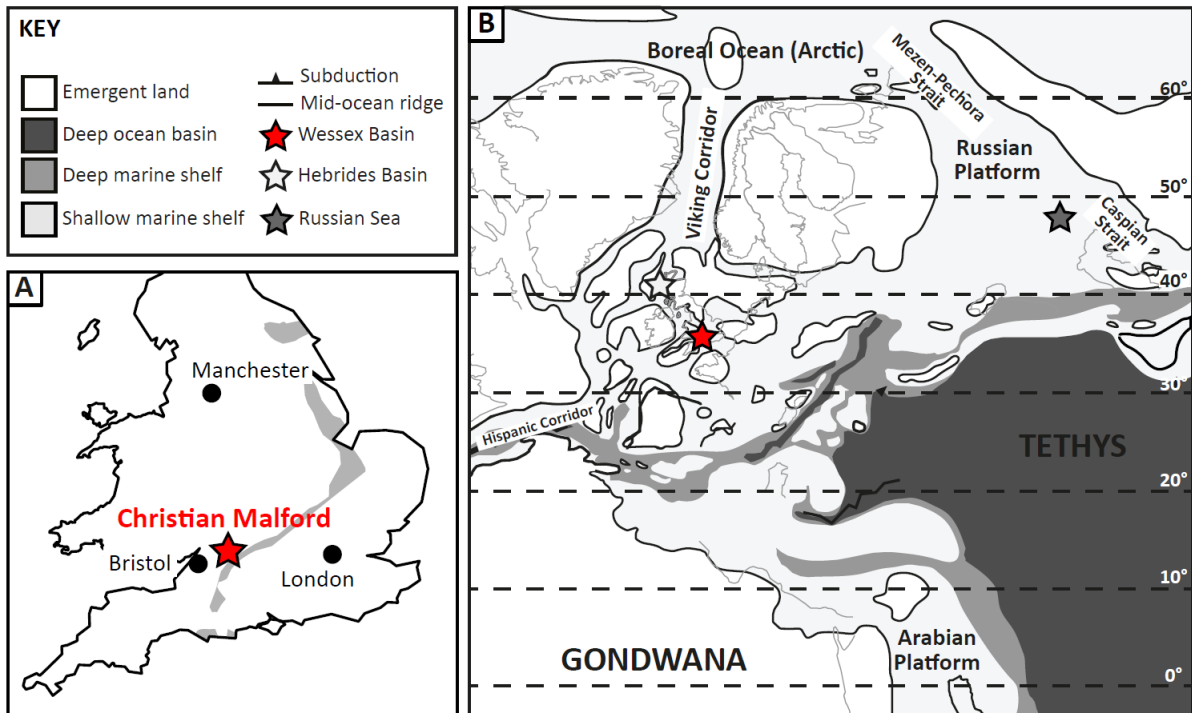 KEY
Emergent land
Deep ocean basin
Deep marine shelf
Shallow marine shelf
Subduction
Mid-ocean ridge
Wessex Basin
Hebrides Basin
Russian Sea
A
Manchester
Christian Malford
Bristol
London
B
Boreal Ocean (Arctic)
Mezen-Pechora
Strait
60°
Russian
Platform
Viking Corridor
50°
Caspian
Strait
40°
30°
Hispanic Corridor
TETHYS
20°
10°
Arabian
Platform
GONDWANA
0°